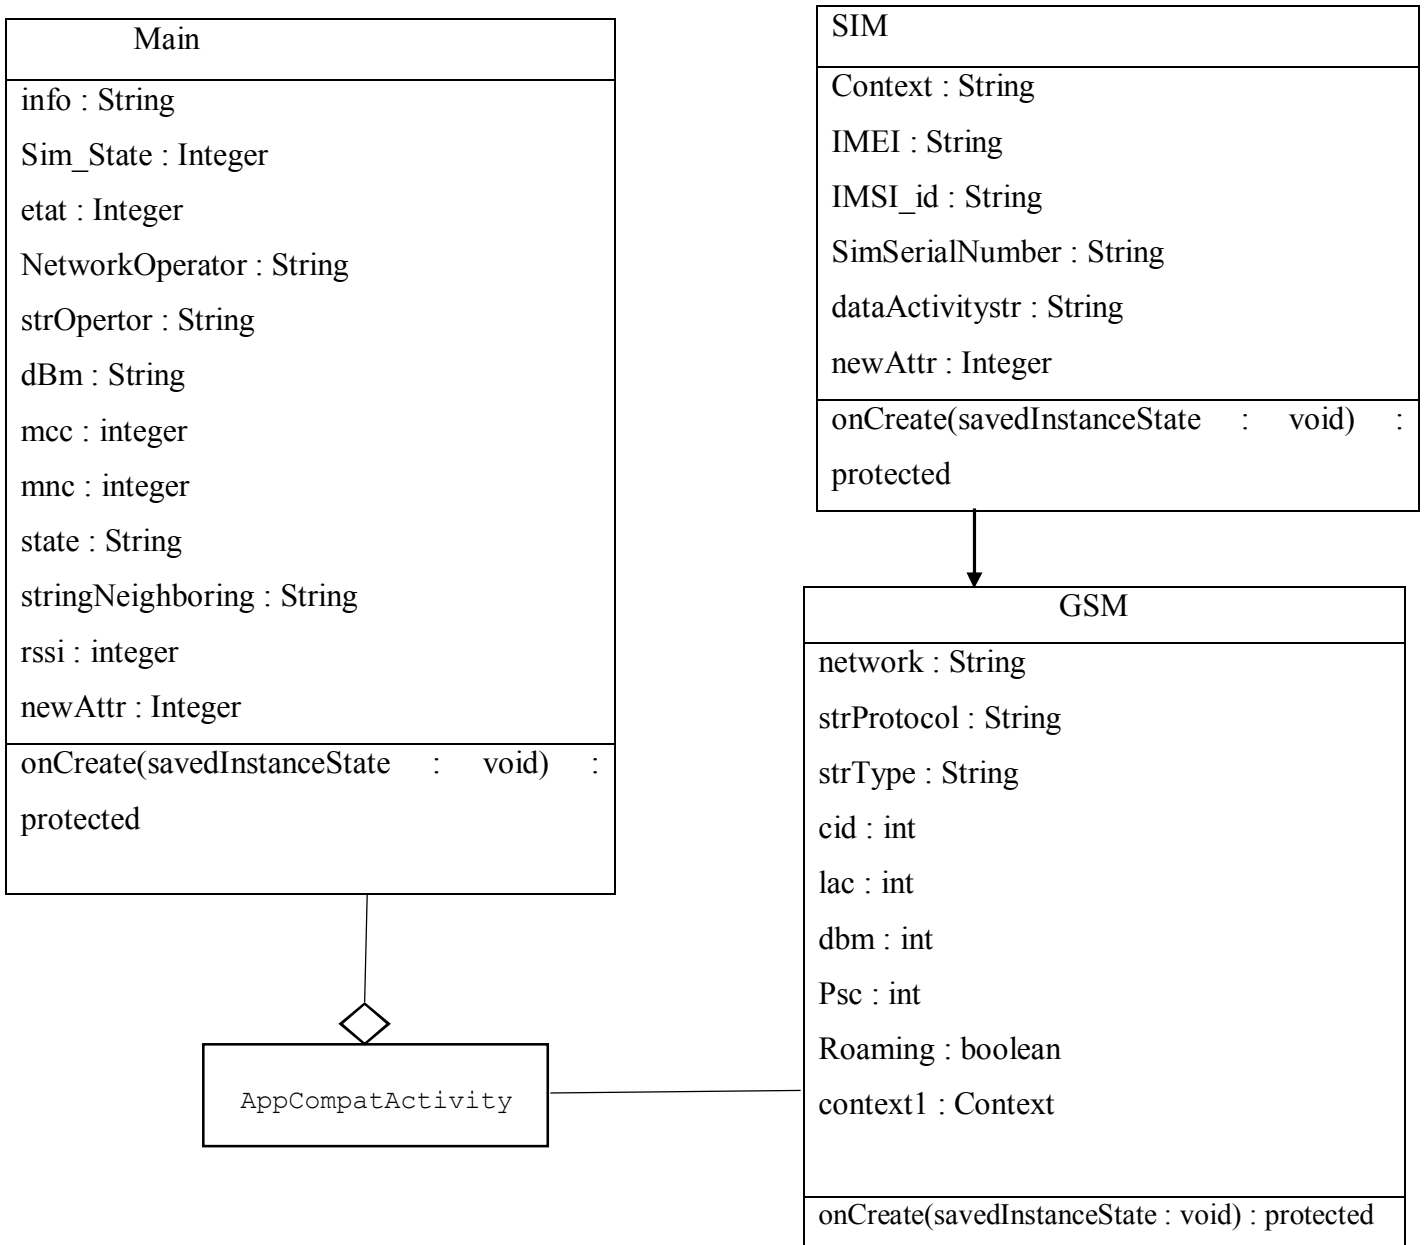 Main
info : String
Sim_State : Integer
etat : Integer
NetworkOperator : String
strOpertor : String
dBm : String
mcc : integer
mnc : integer
state : String
stringNeighboring : String
rssi : integer
newAttr : Integer
onCreate(savedInstanceState : void) :
protected
SIM
Context : String
IMEI : String
IMSI_id : String
SimSerialNumber : String
dataActivitystr : String
newAttr : Integer
onCreate(savedInstanceState : void) :
protected
GSM
network : String
strProtocol : String
strType : String
cid : int
lac : int
dbm : int
Psc : int
Roaming : boolean
context1 : Context
onCreate(savedInstanceState : void) : protected
AppCompatActivity